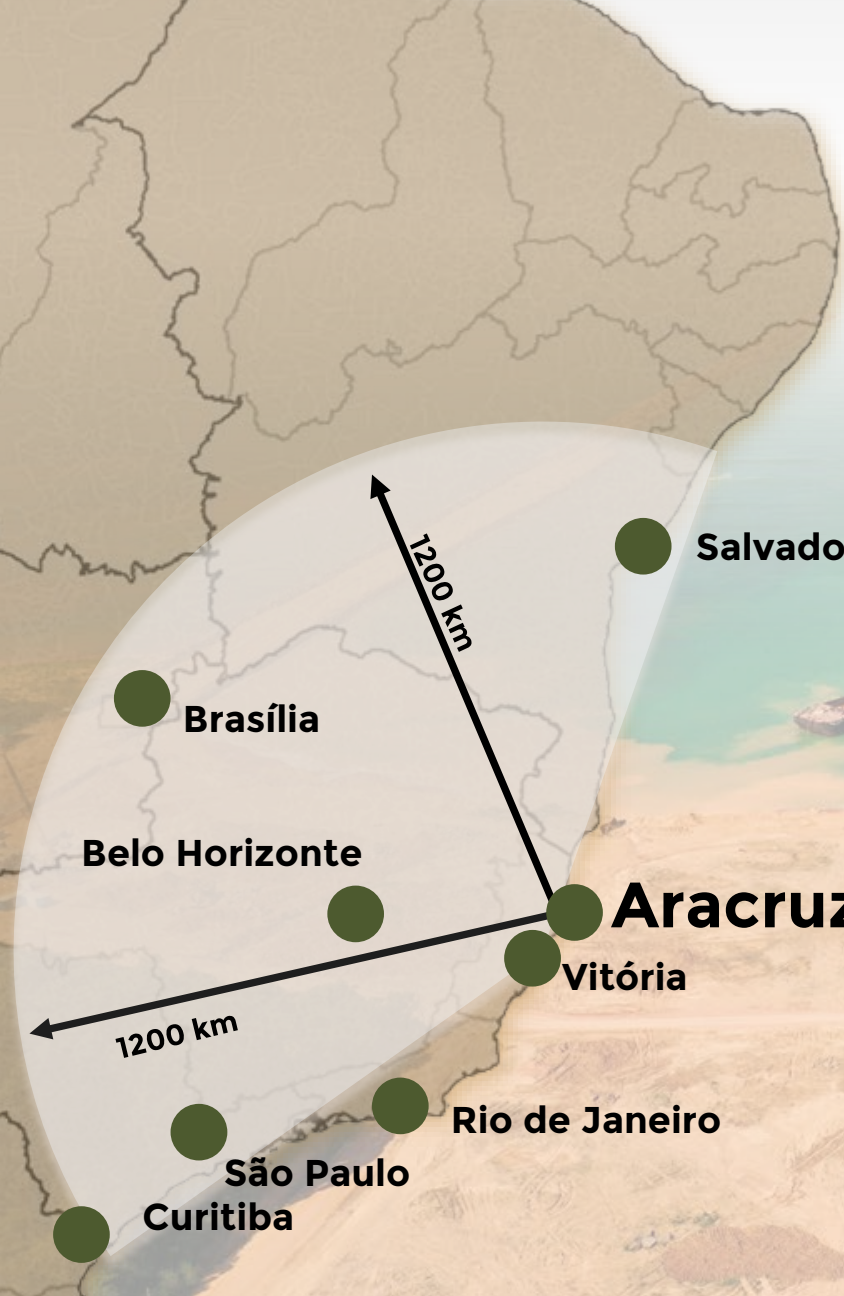 1200 km
Salvado
Brasília
Belo Horizonte
Aracruz
Vitória
1200 km
Rio de Janeiro
São Paulo
Curitiba